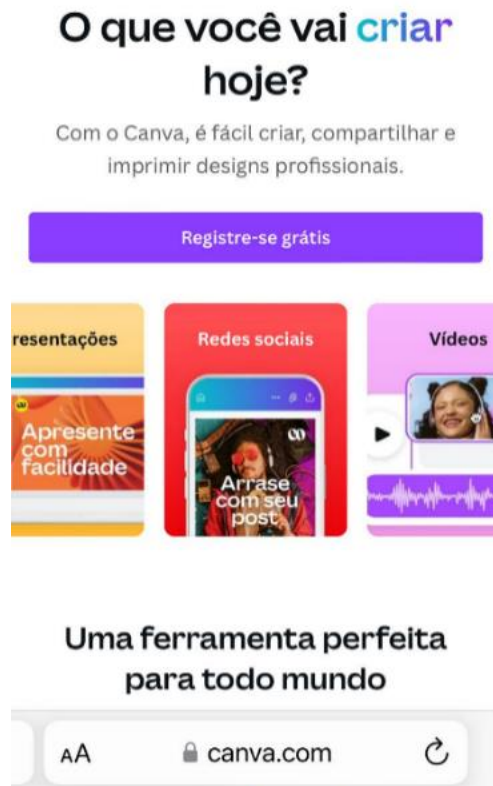 O que você vai criar
hoje?
Com o Canva, é fácil criar, compartilhar e
imprimir designs profissionais.
Registre-se grátis
resentações
Apresente
com
facilidade
Redes sociais
Arrase
com seu
post
Vídeos
Uma ferramenta perfeita
para todo mundo
AA canva.com